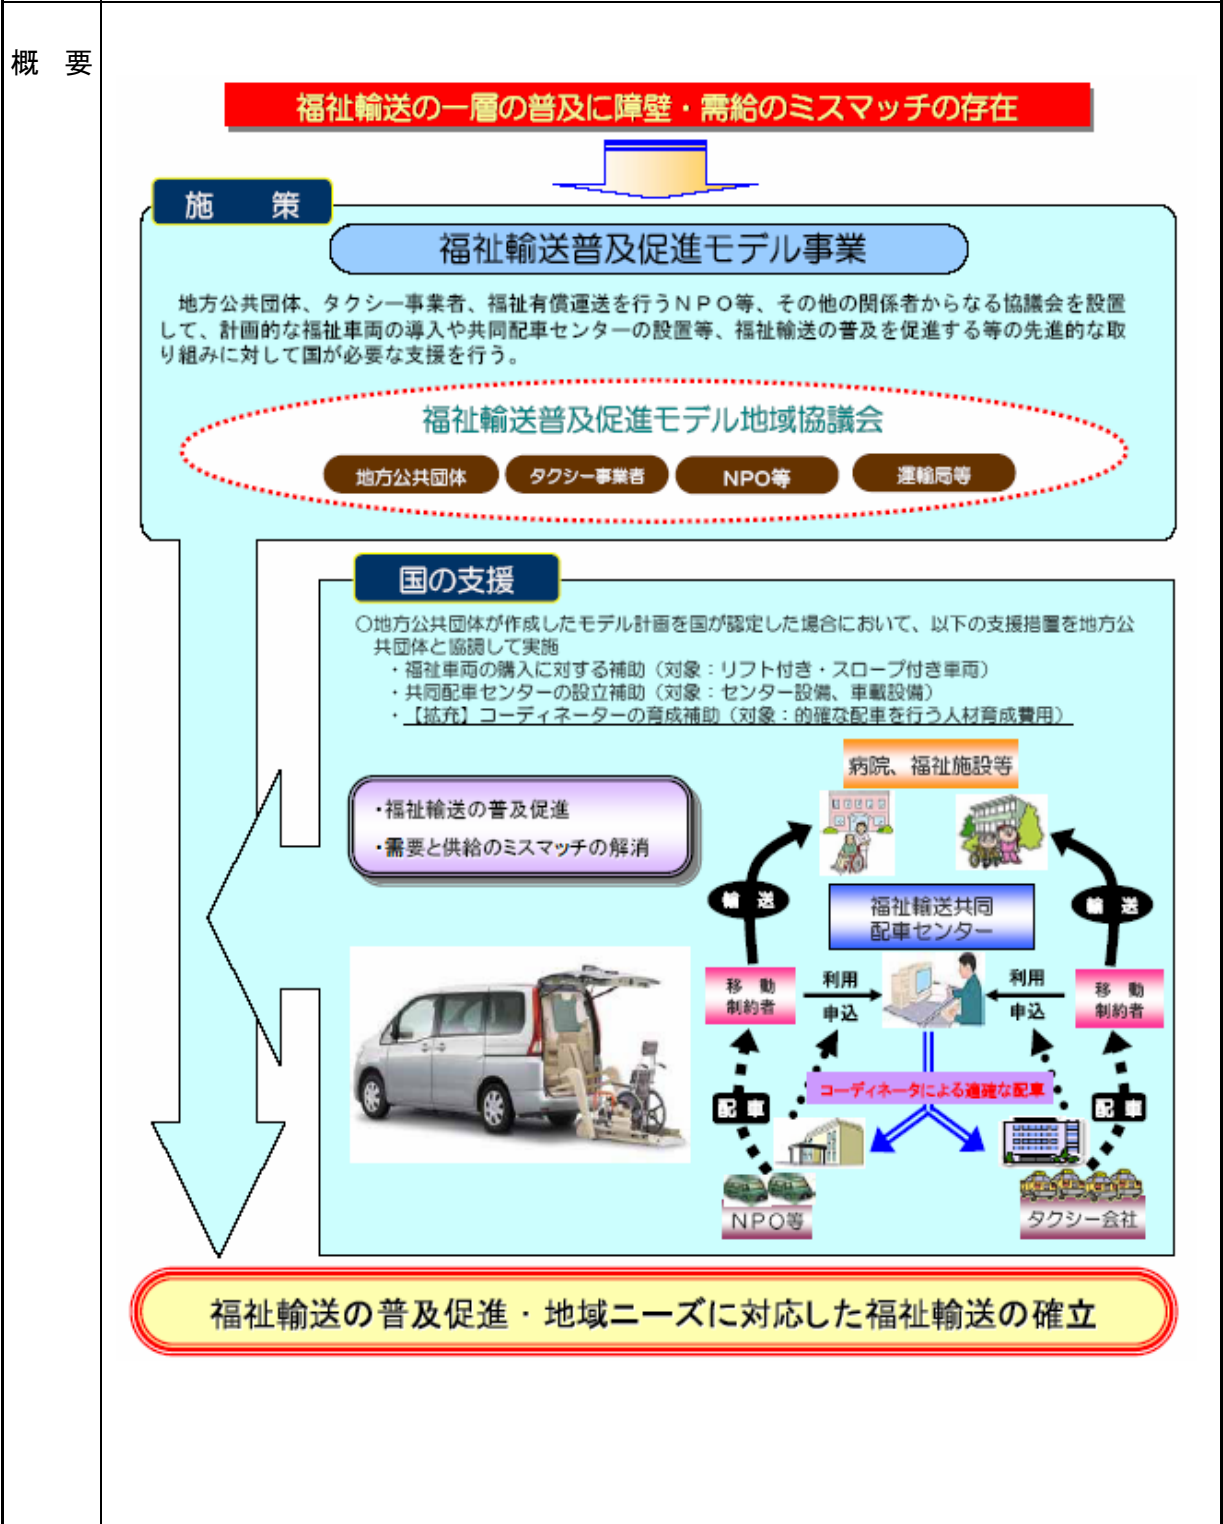 概　要
福祉輸送の一層の普及に障壁・需給のミスマッチの存在
施　　策
福祉輸送普及促進モデル事業
地方公共団体、タクシー事業者、福祉有償運送を行うＮＰＯ等、その他の関係者からなる協議会を設置
して、計画的な福祉車両の導入や共同配車センターの設置等、福祉輸送の普及を促進する等の先進的な取
り組みに対して国が必要な支援を行う。
福祉輸送普及促進モデル地域協議会
地方公共団体
タクシー事業者
NPO等
運輸局等
国の支援
○地方公共団体が作成したモデル計画を国が認定した場合において、以下の支援措置を地方公
共団体と協調して実施
・福祉車両の購入に対する補助（対象：リフト付き・スロープ付き車両）
・共同配車センターの設立補助（対象：センター設備、車載設備）
・【拡充】コーディネーターの育成補助（対象：的確な配車を行う人材育成費用）
・福祉輸送の普及促進
・需要と供給のミスマッチの解消
病院、福祉施設等
輸　送
輸　送
福祉輸送共同
配車センター
移　動
制約者
利用
申込
利用
申込
移　動
制約者
コーディネータによる適確な配車
配　車
配　車
ＮＰＯ等
タクシー会社
福祉輸送の普及促進・地域ニーズに対応した福祉輸送の確立